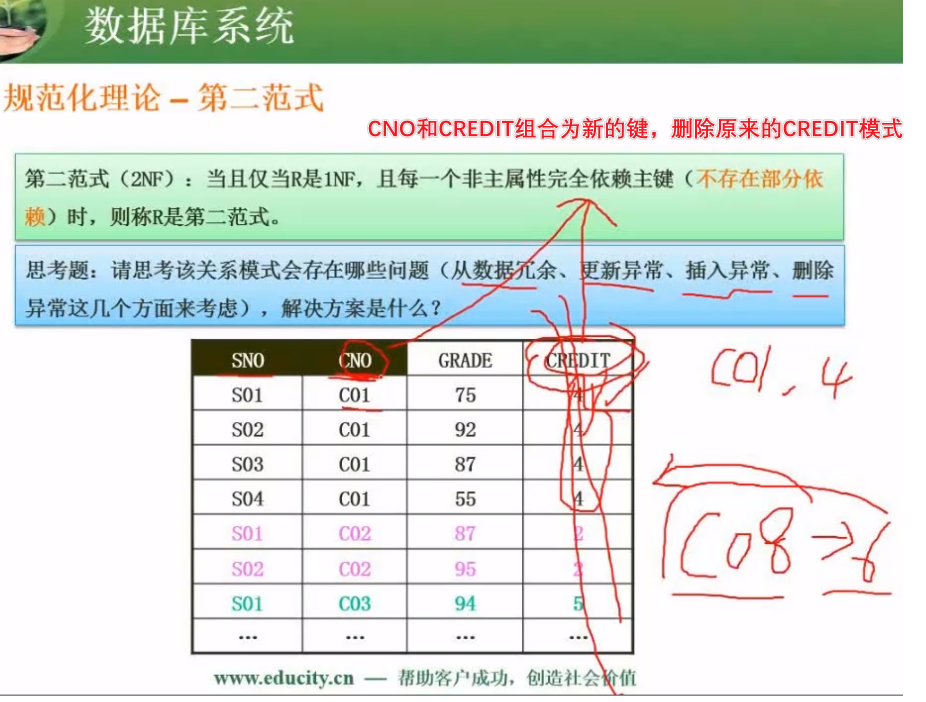 数据库系统
规范化理论 – 第二范式
CNO和CREDIT组合为新的键，删除原来的CREDIT模式
第二范式（2NF）：当且仅当R是1NF，且每一个非主属性完全依赖主键（不存在部分依
赖）时，则称R是第二范式。
思考题：请思考该关系模式会存在哪些问题（从数据冗余、更新异常、插入异常、删除
异常这几个方面来考虑），解决方案是什么？
SNO CNO GRADE CREDIT
S01 C01 75 4
S02 C01 92 4
S03 C01 87 4
S04 C01 55 4
S01 C02 87 2
S02 C02 95 2
S01 C03 94 5
… … … …
C01, 4
C08→6
www.educity.cn — 帮助客户成功，创造社会价值